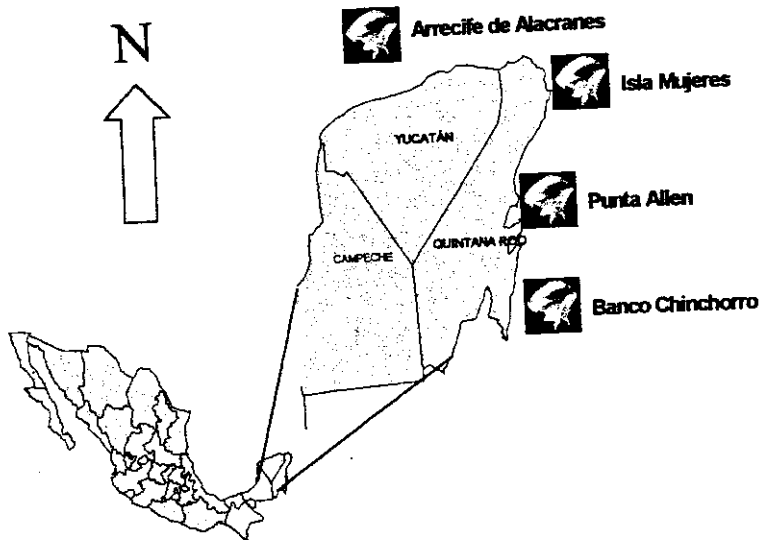 N
Arrecife de Alacranes
Isla Mujeres
YUCATÁN
Punta Allen
QUINTANA ROO
CAMPECHE
Banco Chinchorro